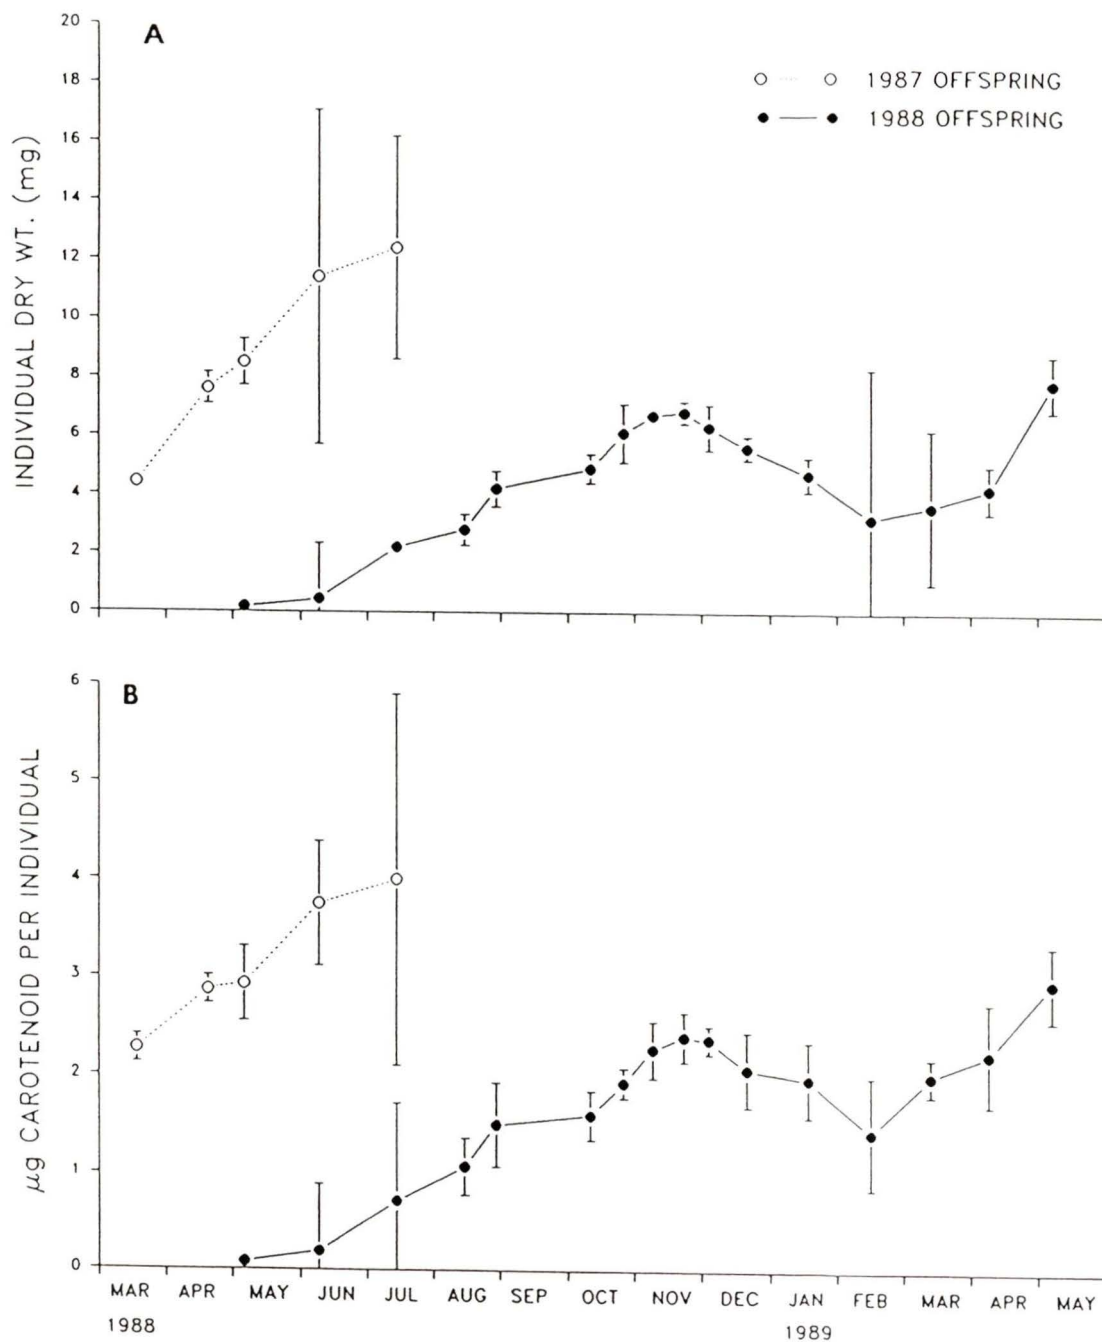 A
20
18
16
14
12
10
8
6
4
2
0
INDIVIDUAL DRY WT. (mg)
1987 OFFSPRING
1988 OFFSPRING
B
6
5
4
3
2
1
0
µg CAROTENOID PER INDIVIDUAL
MAR APR MAY JUN JUL AUG SEP OCT NOV DEC JAN FEB MAR APR MAY
1988 1989